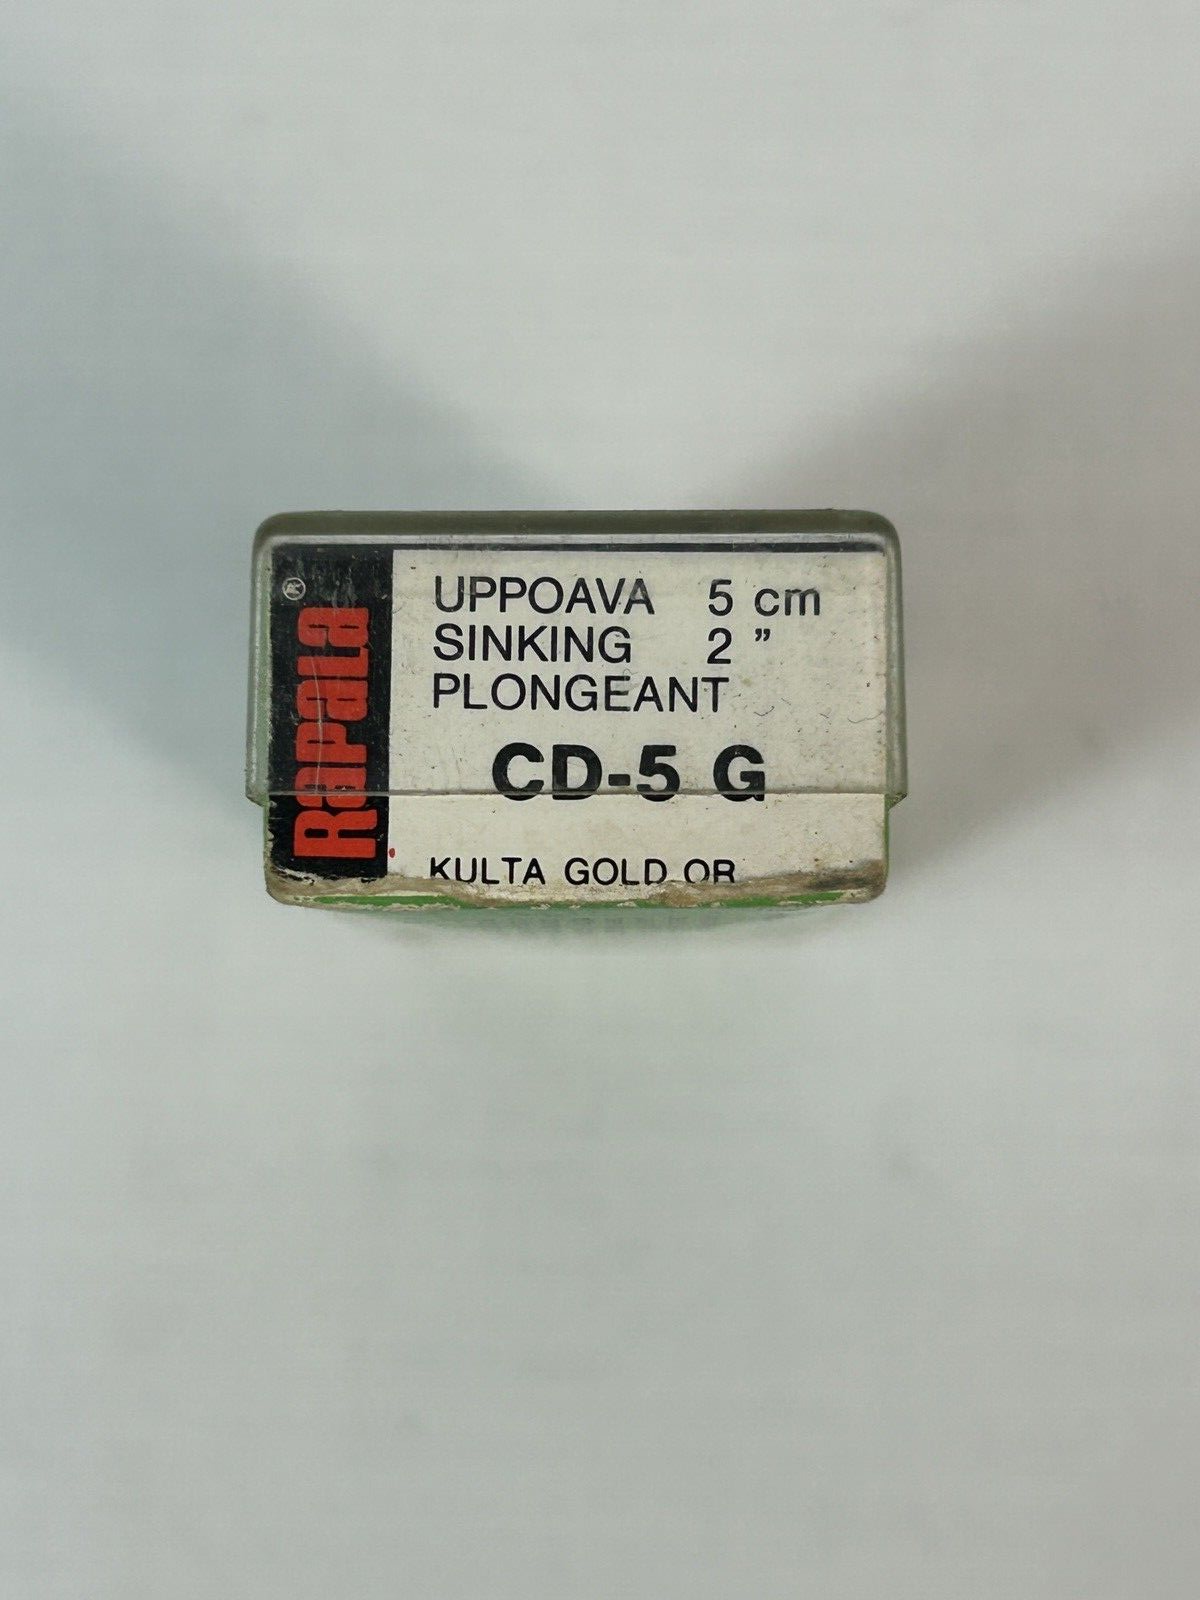 Rapala®
UPPOAVA 5 cm
SINKING 2 "
PLONGEANT
CD-5 G
KULTA GOLD OR